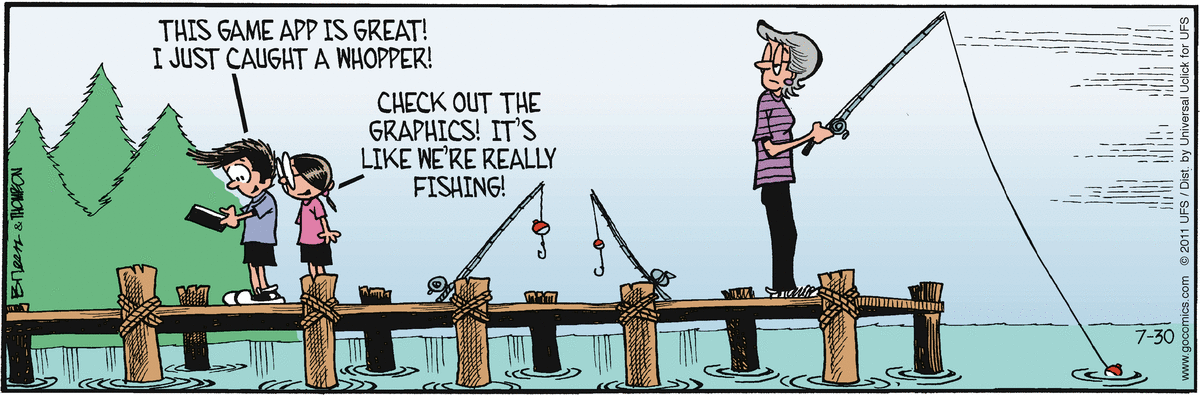 THIS GAME APP IS GREAT!
I JUST CAUGHT A WHOPPER!
CHECK OUT THE
GRAPHICS! IT'S
LIKE WE'RE REALLY
FISHING!
& THOMPSON
7-30
www.gocomics.com © 2011 UFS / Dist. by Universal Uclick for UFS